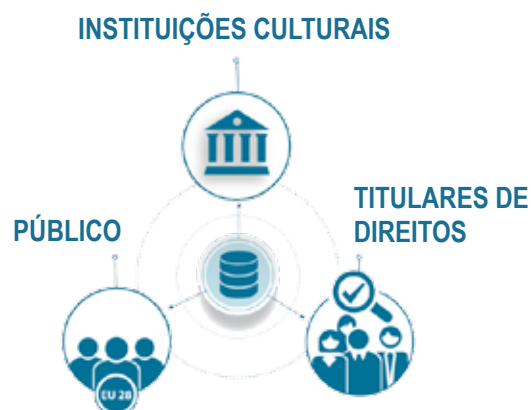 INSTITUIÇÕES CULTURAIS
TITULARES DE
DIREITOS
PÚBLICO
EU 28